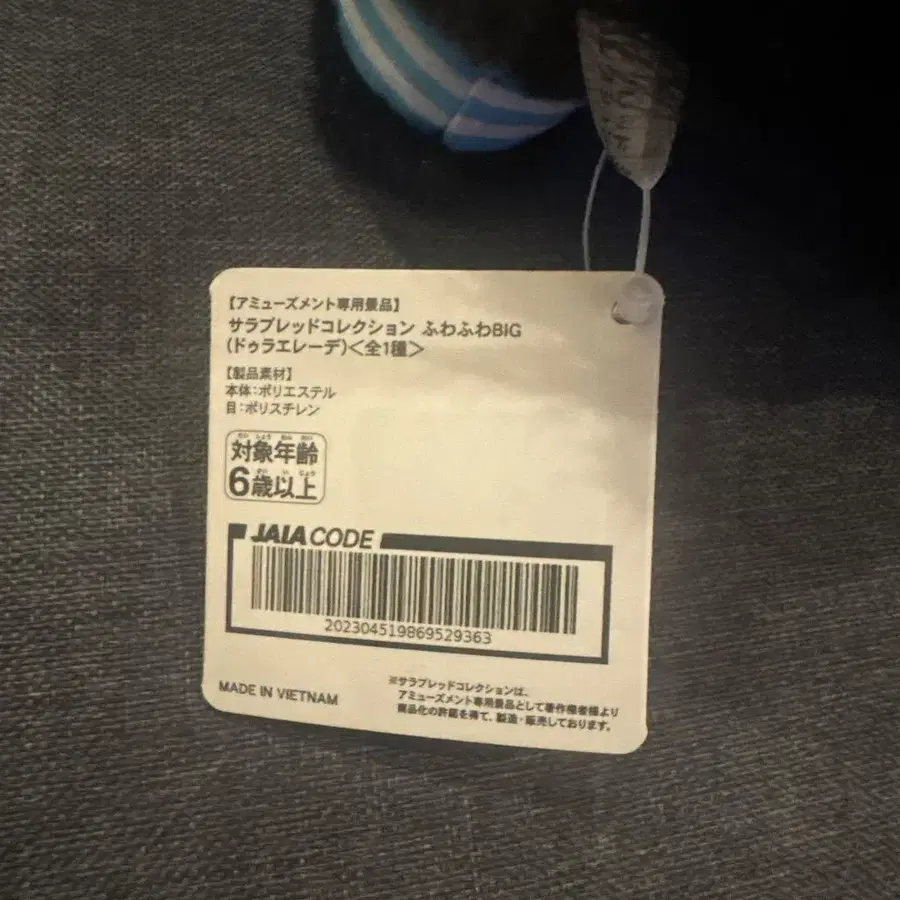 【アミューズメント専用景品】
サラブレッドコレクション ふわふわBIG
(ドゥラエレーデ)<全1種>
【製品素材】
本体:ポリエステル
目:ポリスチレン
対象年齢
6歳以上
JAIA CODE
202304519869529363
MADE IN VIETNAM
※サラブレッドコレクションは、
アミューズメント専用景品として著作権者様より
商品化の許諾を得て、製造・販売しております。